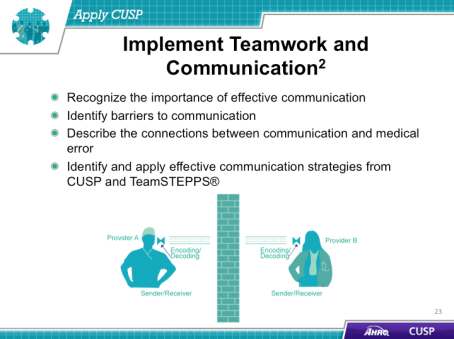 Apply CUSP
Implement Teamwork and
Communication2
Recognize the importance of effective communication
Identify barriers to communication
Describe the connections between communication and medical
error
Identify and apply effective communication strategies from
CUSP and TeamSTEPPS®
Provider A
Encoding/
Decoding
Sender/Receiver
Encoding/
Decoding
Provider B
Sender/Receiver
23
AHRQ
CUSP